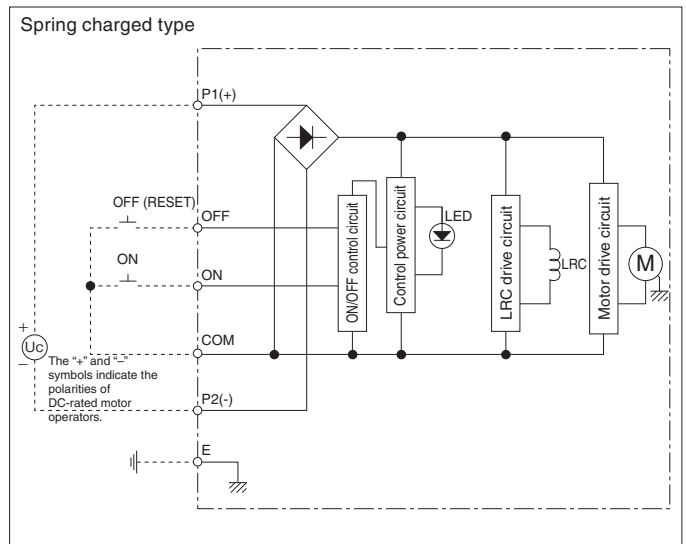 Spring charged type
P1(+)
OFF (RESET)
OFF
ON
ON
COM
+
Uc
–
The “+” and “–”
symbols indicate the
polarities of
DC-rated motor
operators.
P2(-)
E
ON/OFF control circuit
Control power circuit
LED
LRC drive circuit
LRC
Motor drive circuit
M